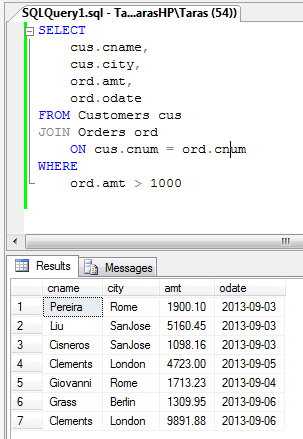 SQLQuery1.sql - Ta...arasHP\Taras (54))
SELECT
cus.cname,
cus.city,
ord.amt,
ord.odate
FROM Customers cus
JOIN Orders ord
ON cus.cnum = ord.cnum
WHERE
ord.amt > 1000
Results Messages
cname city amt odate
1 Pereira Rome 1900.10 2013-09-03
2 Liu SanJose 5160.45 2013-09-03
3 Cisneros SanJose 1098.16 2013-09-03
4 Clements London 4723.00 2013-09-05
5 Giovanni Rome 1713.23 2013-09-04
6 Grass Berlin 1309.95 2013-09-06
7 Clements London 9891.88 2013-09-06